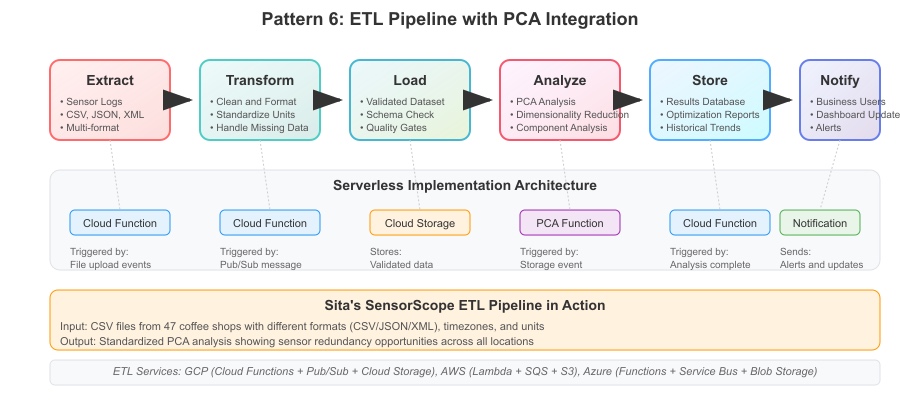 Pattern 6: ETL Pipeline with PCA Integration
Extract
• Sensor Logs
• CSV, JSON, XML
• Multi-format
Transform
• Clean and Format
• Standardize Units
• Handle Missing Data
Load
• Validated Dataset
• Schema Check
• Quality Gates
Analyze
• PCA Analysis
• Dimensionality Reduction
• Component Analysis
Store
• Results Database
• Optimization Reports
• Historical Trends
Notify
• Business Users
• Dashboard Update
• Alerts
Serverless Implementation Architecture
Cloud Function
Triggered by:
File upload events
Cloud Function
Triggered by:
Pub/Sub message
Cloud Storage
Stores:
Validated data
PCA Function
Triggered by:
Storage event
Cloud Function
Triggered by:
Analysis complete
Notification
Sends:
Alerts and updates
Sita's SensorScope ETL Pipeline in Action
Input: CSV files from 47 coffee shops with different formats (CSV/JSON/XML), timezones, and units
Output: Standardized PCA analysis showing sensor redundancy opportunities across all locations
ETL Services: GCP (Cloud Functions + Pub/Sub + Cloud Storage), AWS (Lambda + SQS + S3), Azure (Functions + Service Bus + Blob Storage)